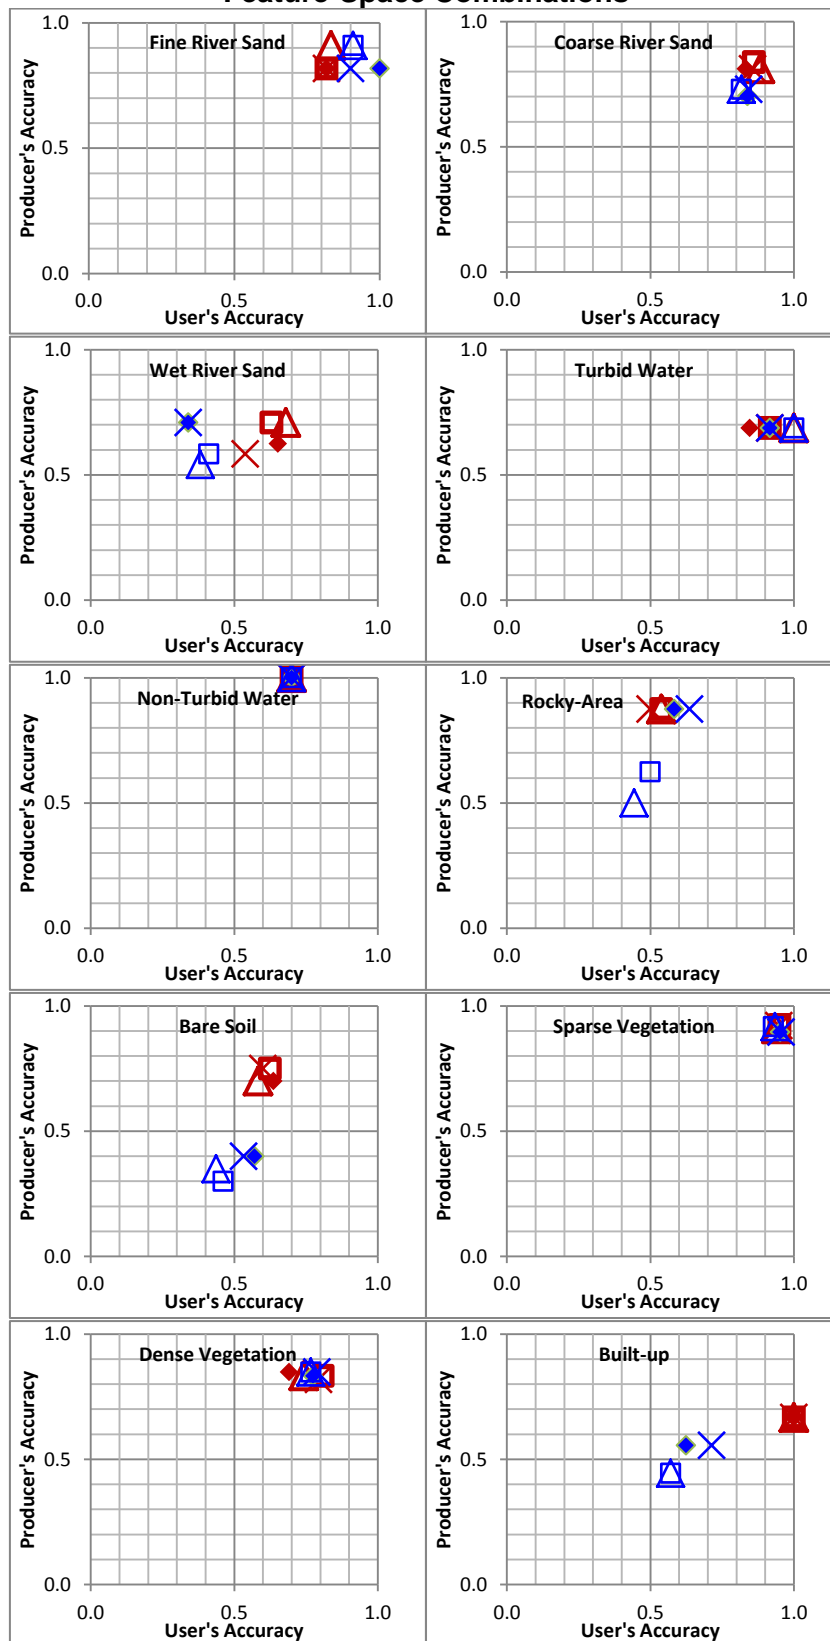 Feature Space Combinations
Fine River Sand
Producer's Accuracy
1.0
0.5
0.0
0.0 0.5 1.0
User's Accuracy
Coarse River Sand
Producer's Accuracy
1.0
0.5
0.0
0.0 0.5 1.0
User's Accuracy
Wet River Sand
Producer's Accuracy
1.0
0.5
0.0
0.0 0.5 1.0
User's Accuracy
Turbid Water
Producer's Accuracy
1.0
0.5
0.0
0.0 0.5 1.0
User's Accuracy
Non-Turbid Water
Producer's Accuracy
1.0
0.5
0.0
0.0 0.5 1.0
User's Accuracy
Rocky-Area
Producer's Accuracy
1.0
0.5
0.0
0.0 0.5 1.0
User's Accuracy
Bare Soil
Producer's Accuracy
1.0
0.5
0.0
0.0 0.5 1.0
User's Accuracy
Sparse Vegetation
Producer's Accuracy
1.0
0.5
0.0
0.0 0.5 1.0
User's Accuracy
Dense Vegetation
Producer's Accuracy
1.0
0.5
0.0
0.0 0.5 1.0
User's Accuracy
Built-up
Producer's Accuracy
1.0
0.5
0.0
0.0 0.5 1.0
User's Accuracy